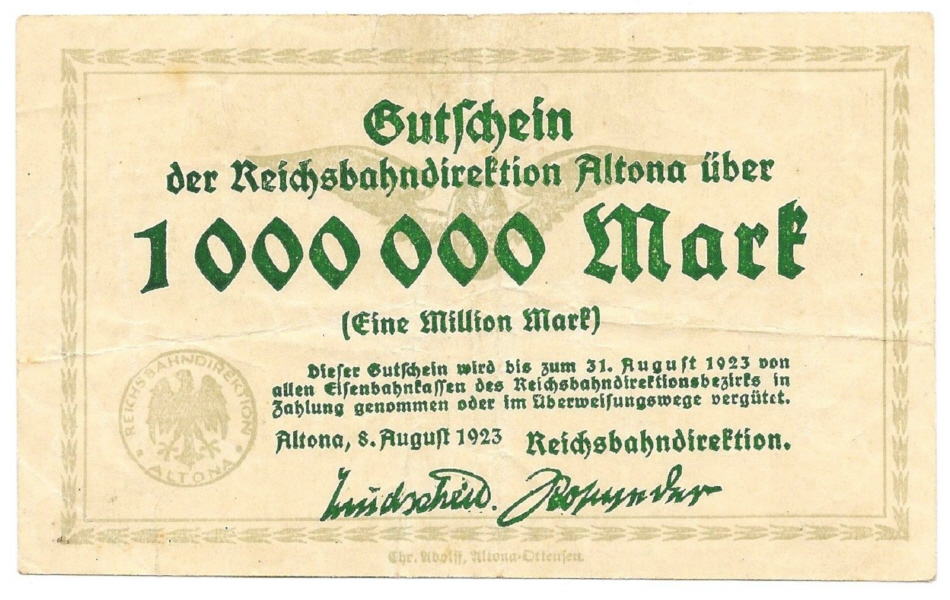 Gutschein
der Reichsbahndirektion Altona über
1 000 000 Mark
(Eine Million Mark)
Dieser Gutschein wird bis zum 31. August 1923 von
allen Eisenbahnkassen des Reichsbahndirektionsbezirks in
Zahlung genommen oder im Überweisungswege vergütet.
Altona, 8. August 1923 Reichsbahndirektion.
REICHSBAHNDIREKTION
ALTONA
Chr. Adolff, Altona-Ottensen.